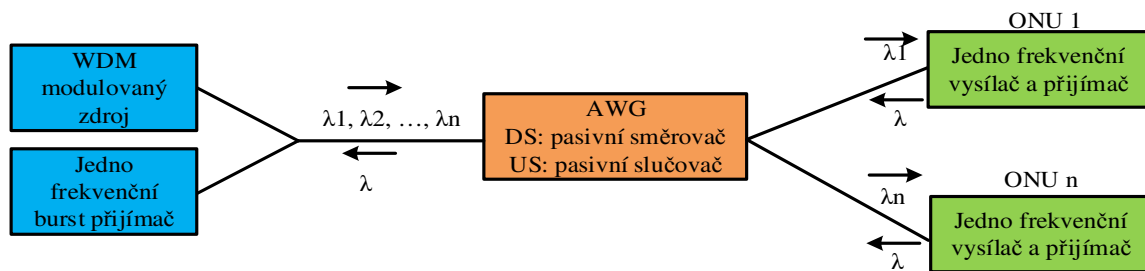 WDM
modulovaný
zdroj
Jedno
frekvenční
burst přijímač
λ1, λ2, …, λn
λ
AWG
DS: pasivní směrovač
US: pasivní slučovač
ONU 1
λ1
Jedno frekvenční
vysílač a přijímač
λ
ONU n
λn
Jedno frekvenční
vysílač a přijímač
λ